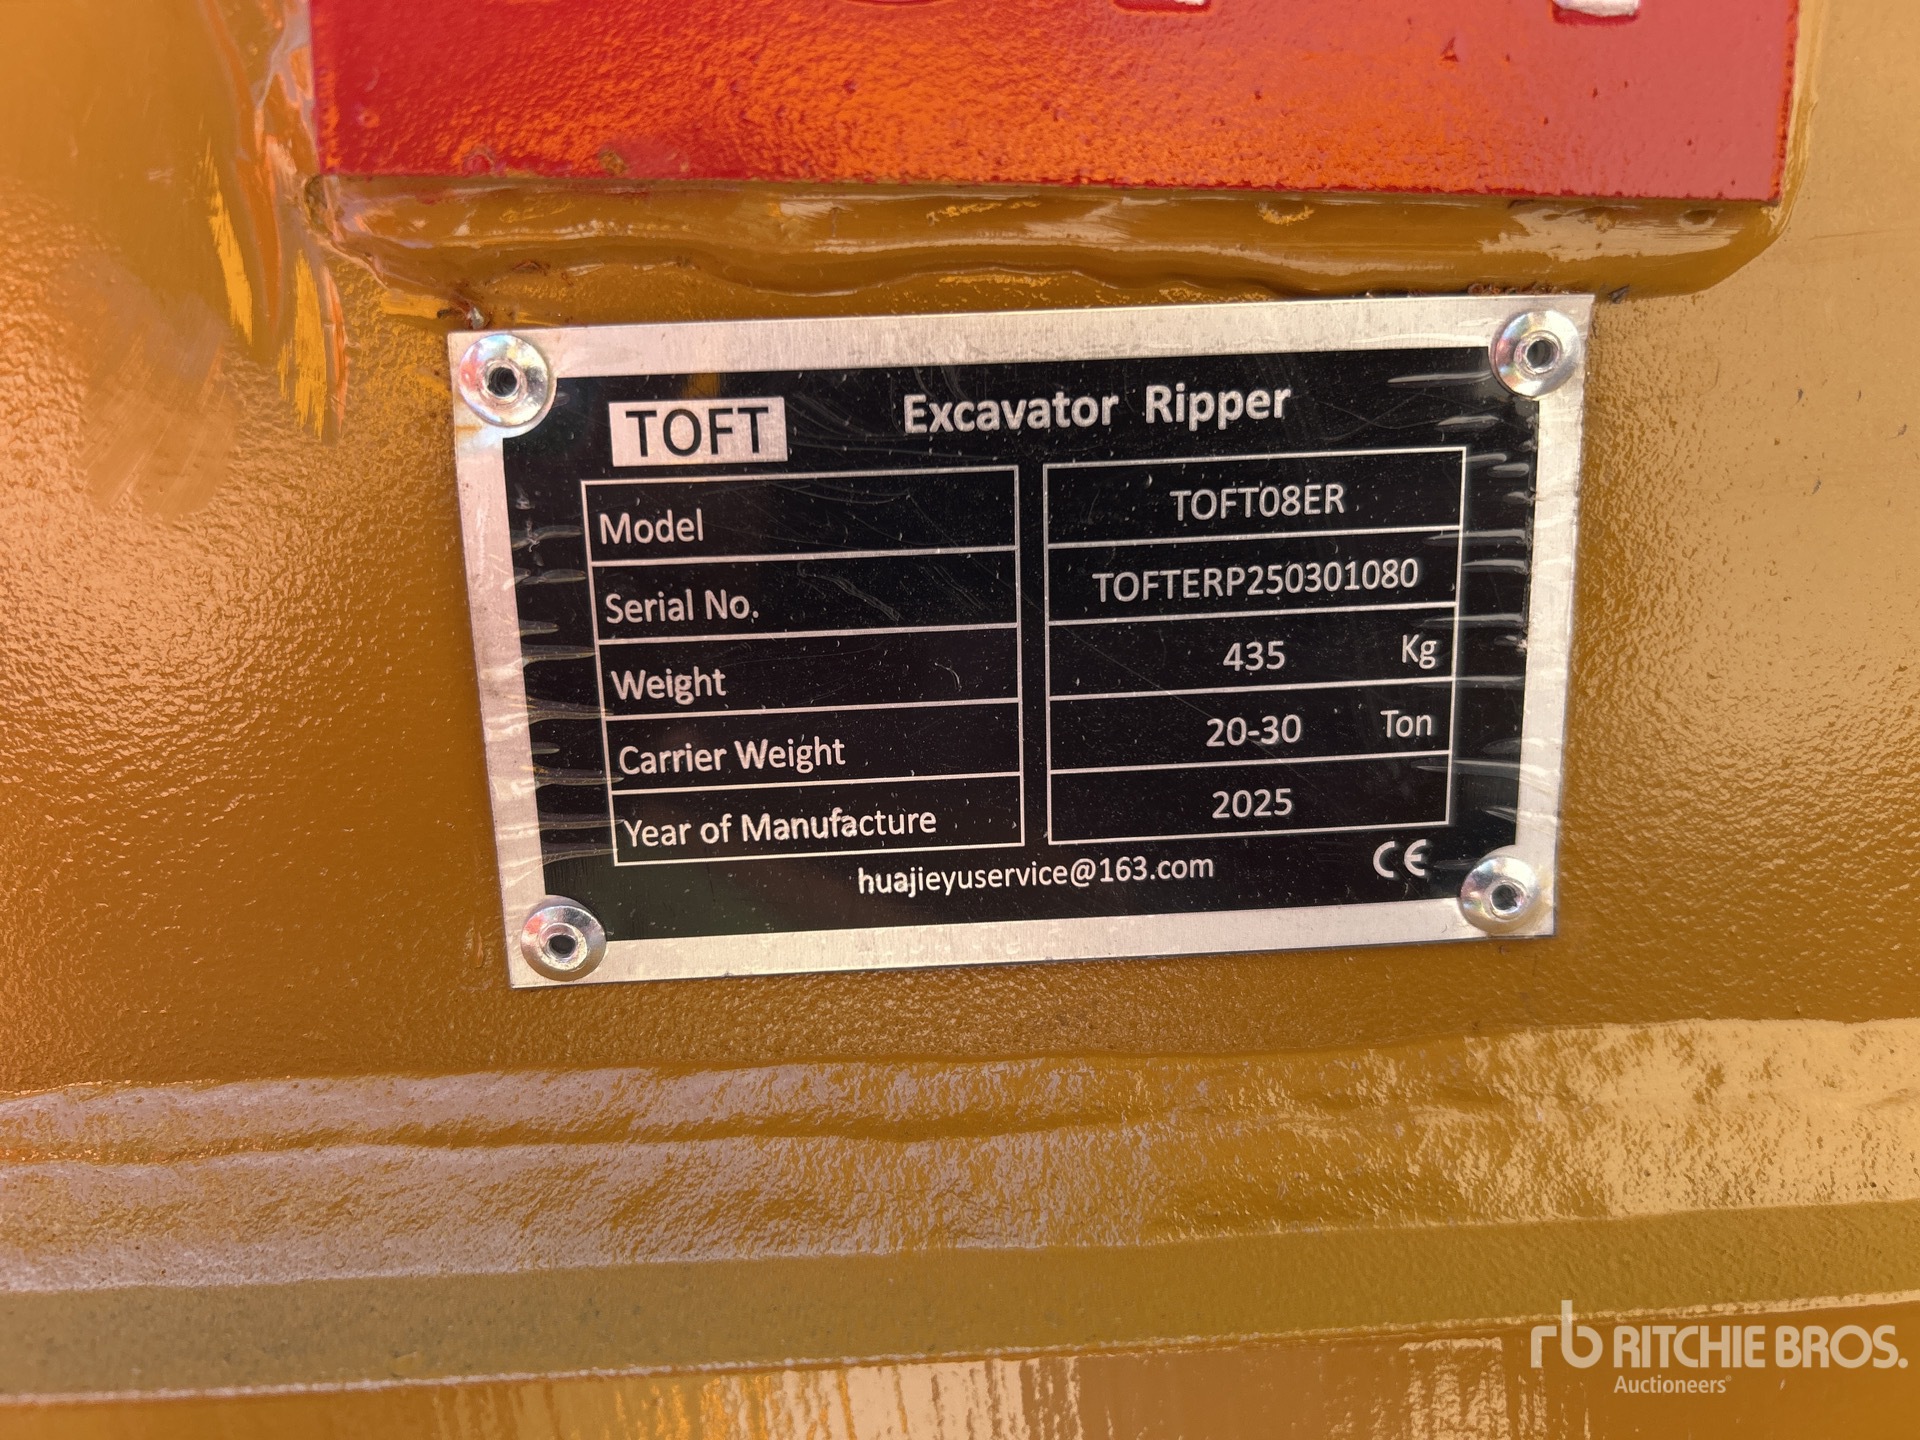 TOFT
Excavator Ripper
Model TOFT08ER
Serial No. TOFTERP250301080
Weight 435 Kg
Carrier Weight 20-30 Ton
Year of Manufacture 2025
huajieyuservice@163.com CE
rb RITCHIE BROS.
Auctioneers